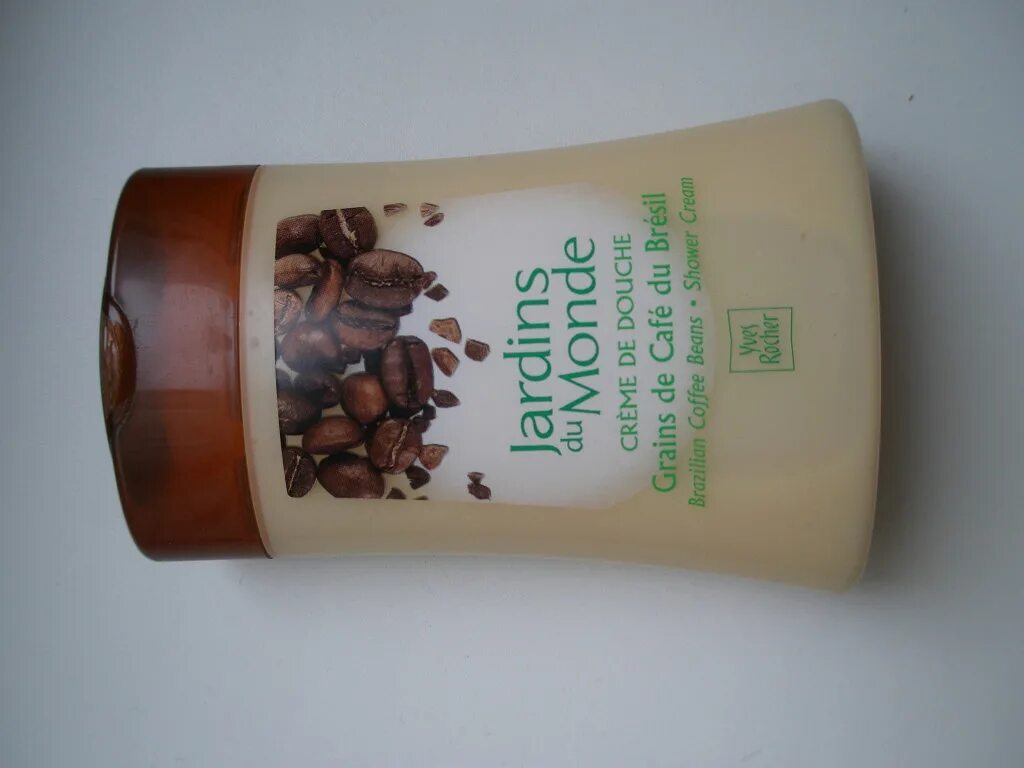 Jardins
du Monde
CRÈME DE DOUCHE
Grains de Café du Brésil
Brazilian Coffee Beans • Shower Cream
Yves
Rocher